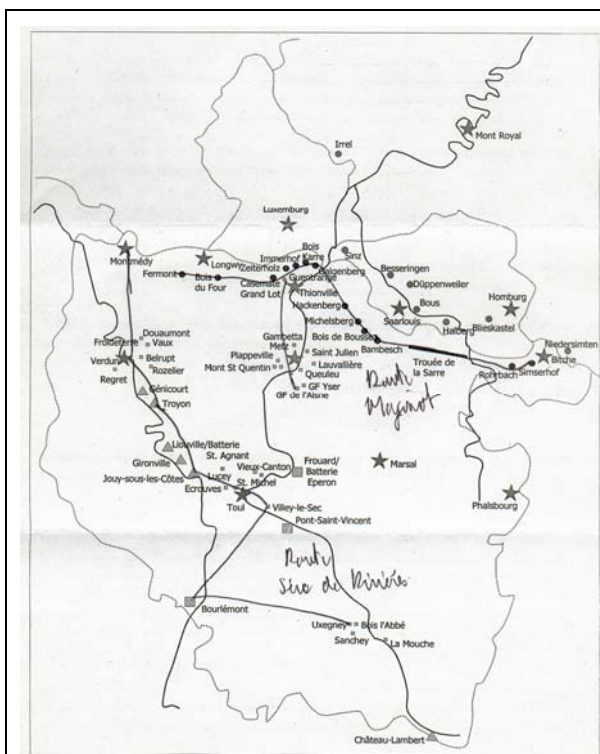 Irrel
Mont Royal
Luxemburg
Montmédy
Longwy
Fermont
Bois
du Four
Zeiterholz
Immerhof
Bois
Karre
Galgenberg
Guentrange
Casemate
Grand Lot
Thionville
Hackenberg
Michelsberg
Bois de Bousse
Bambesch
Sinz
Besseringen
Düppenweiler
Bous
Saarlouis
Halberg
Homburg
Blieskastel
Niedersimten
Bitche
Simserhof
Rohrbach
Trouée de
la Sarre
Froideterre
Douaumont
Vaux
Verdun
Belrupt
Rozelier
Regret
Génicourt
Troyon
Gambetta
Metz
Plappeville
Mont St Quentin
Saint Julien
Lauvallière
Queuleu
GF Yser
GF de l'Aisne
Maginot
Liouville/Batterie
St. Agnant
Gironville
Lucey
Vieux-Canton
St. Michel
Jouy-sous-les-Côtes
Ecrouves
Toul
Frouard/
Batterie
Eperon
Marsal
Phalsbourg
Villey-le-Sec
Pont-Saint-Vincent
Bourlémont
Uxegney
Bois l'Abbé
Sanchey
La Mouche
Château-Lambert